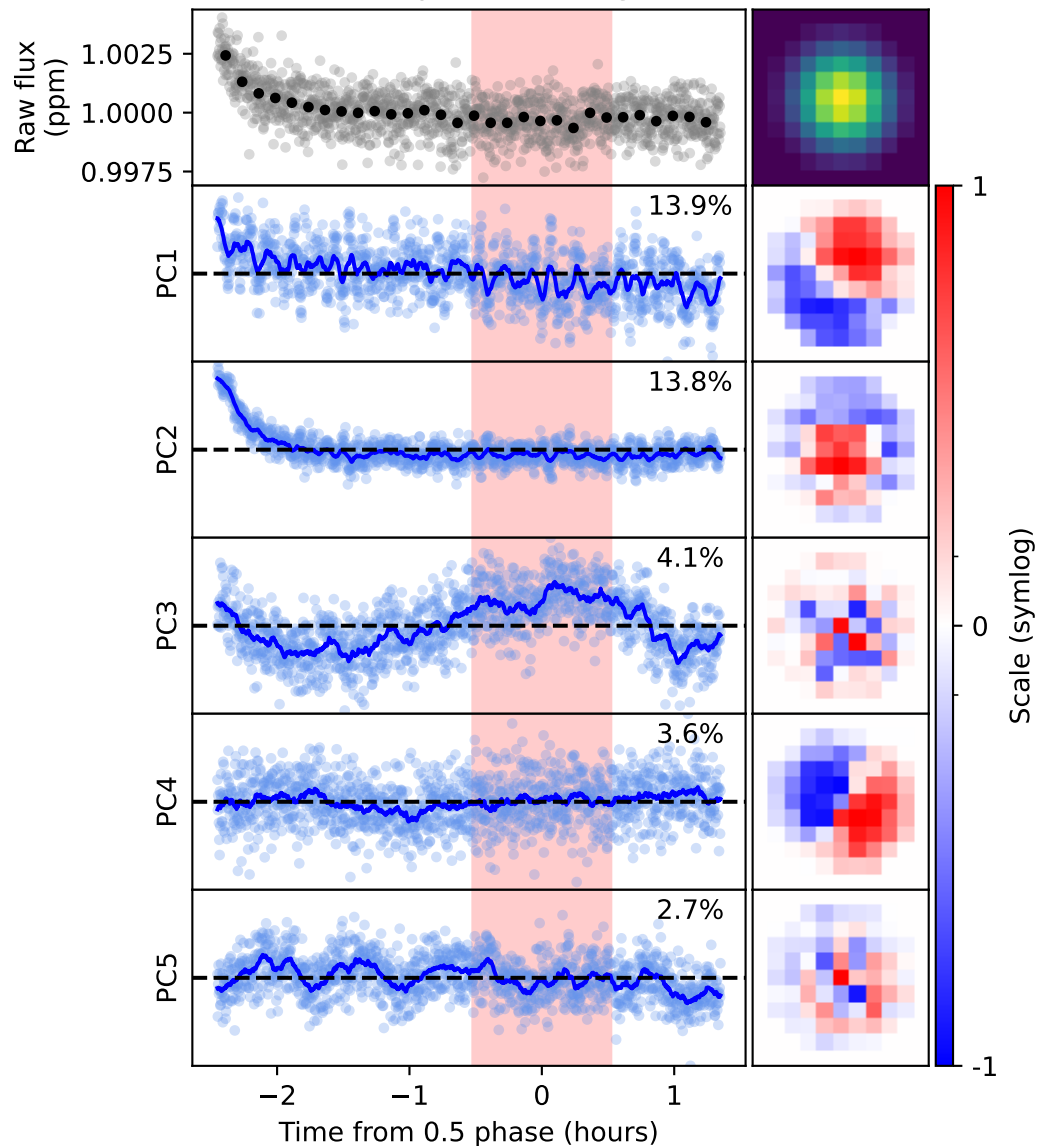 Raw flux
(ppm)
1.0025
1.0000
0.9975
PC1
13.9%
PC2
13.8%
PC3
4.1%
PC4
3.6%
PC5
2.7%
−2
−1
0
1
Time from 0.5 phase (hours)
1
0
-1
Scale (symlog)